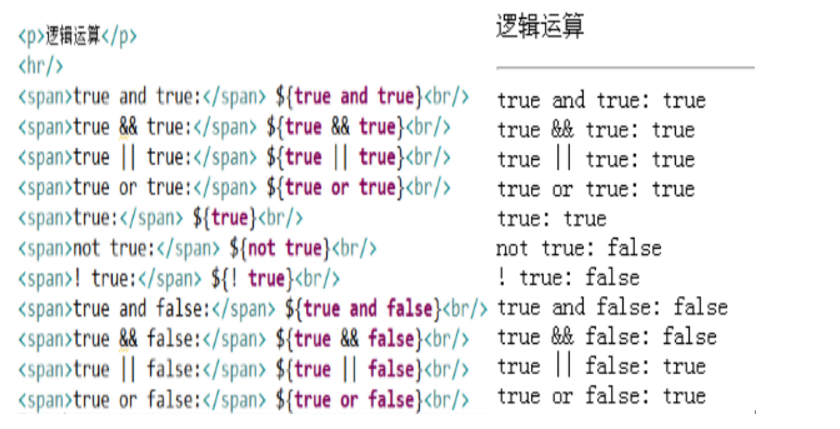 <p>逻辑运算</p>
<hr/>
<span>true and true:</span> ${true and true}<br/>
<span>true && true:</span> ${true && true}<br/>
<span>true || true:</span> ${true || true}<br/>
<span>true or true:</span> ${true or true}<br/>
<span>true:</span> ${true}<br/>
<span>not true:</span> ${not true}<br/>
<span>! true:</span> ${! true}<br/>
<span>true and false:</span> ${true and false}<br/>
<span>true && false:</span> ${true && false}<br/>
<span>true || false:</span> ${true || false}<br/>
<span>true or false:</span> ${true or false}<br/>
逻辑运算
true and true: true
true && true: true
true || true: true
true or true: true
true: true
not true: false
! true: false
true and false: false
true && false: false
true || false: true
true or false: true